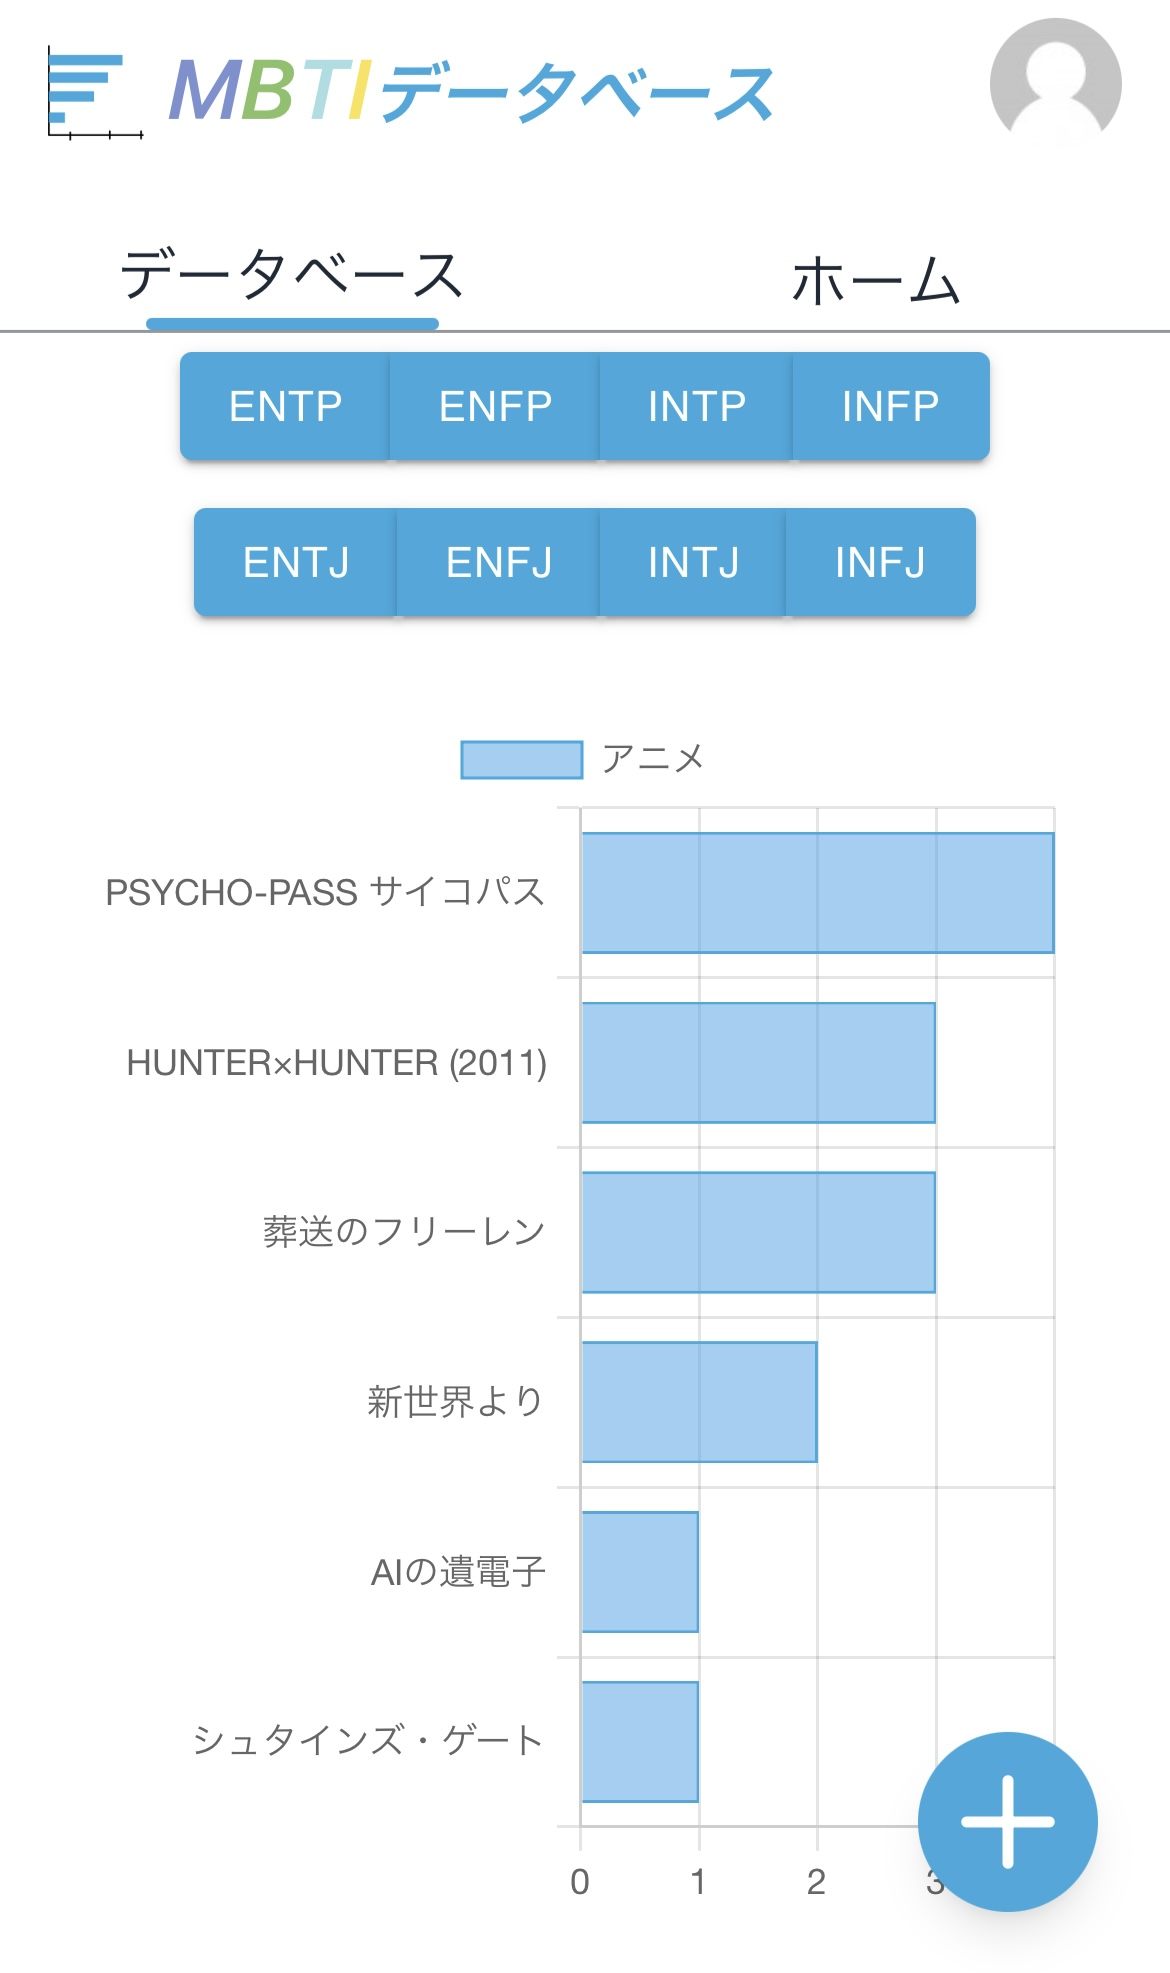 MBTIデータベース
データベース ホーム
ENTP ENFP INTP INFP
ENTJ ENFJ INTJ INFJ
アニメ
PSYCHO-PASS サイコパス
HUNTER×HUNTER (2011)
葬送のフリーレン
新世界より
AIの遺電子
シュタインズ・ゲート
0 1 2 3